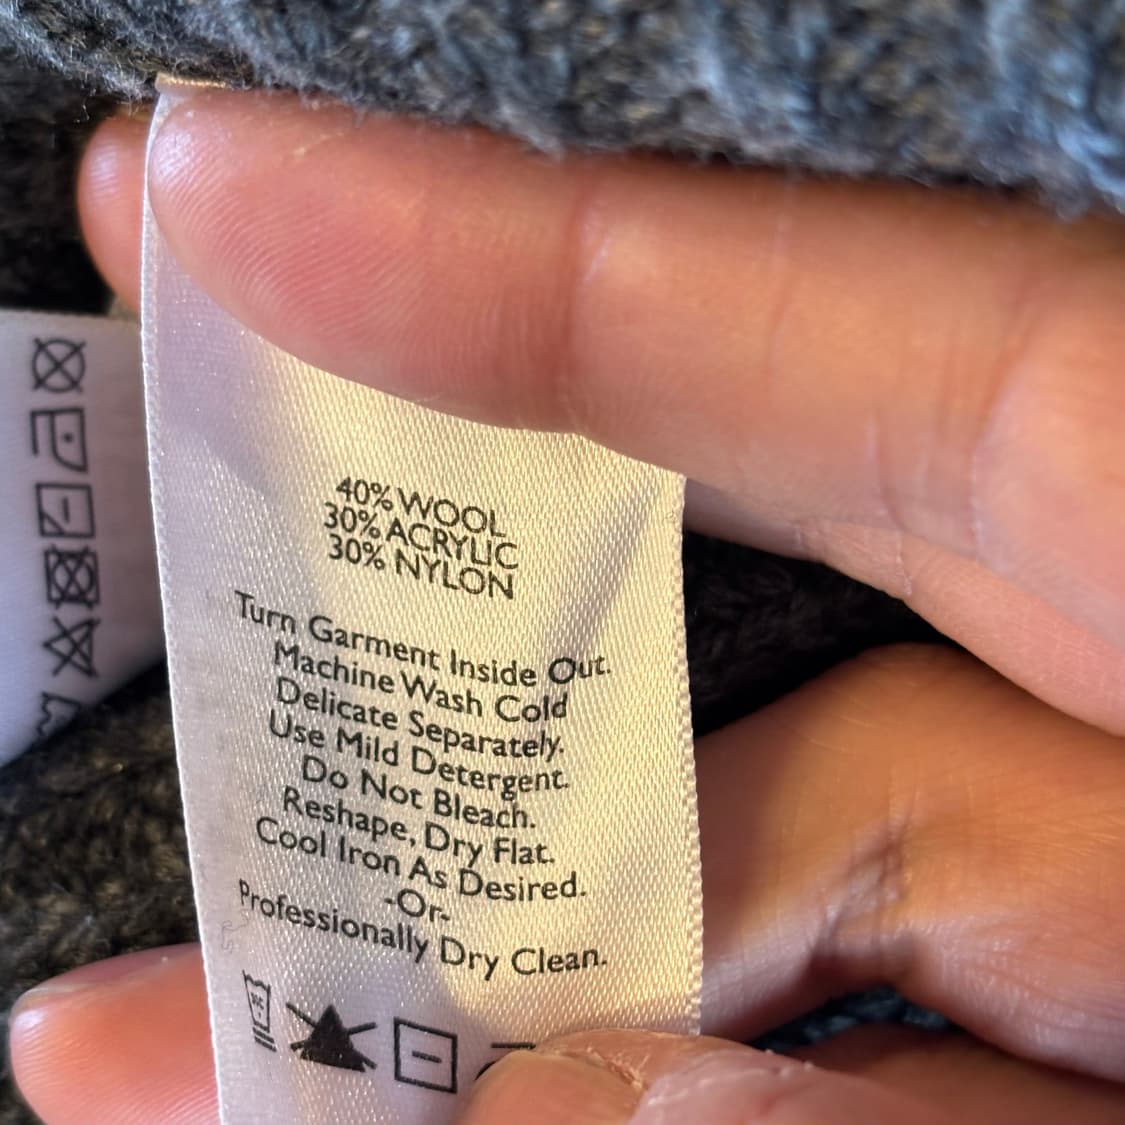 40% WOOL
30% ACRYLIC
30% NYLON
Turn Garment Inside Out.
Machine Wash Cold
Delicate Separately.
Use Mild Detergent.
Do Not Bleach.
Reshape, Dry Flat.
Cool Iron As Desired.
-Or-
Professionally Dry Clean.